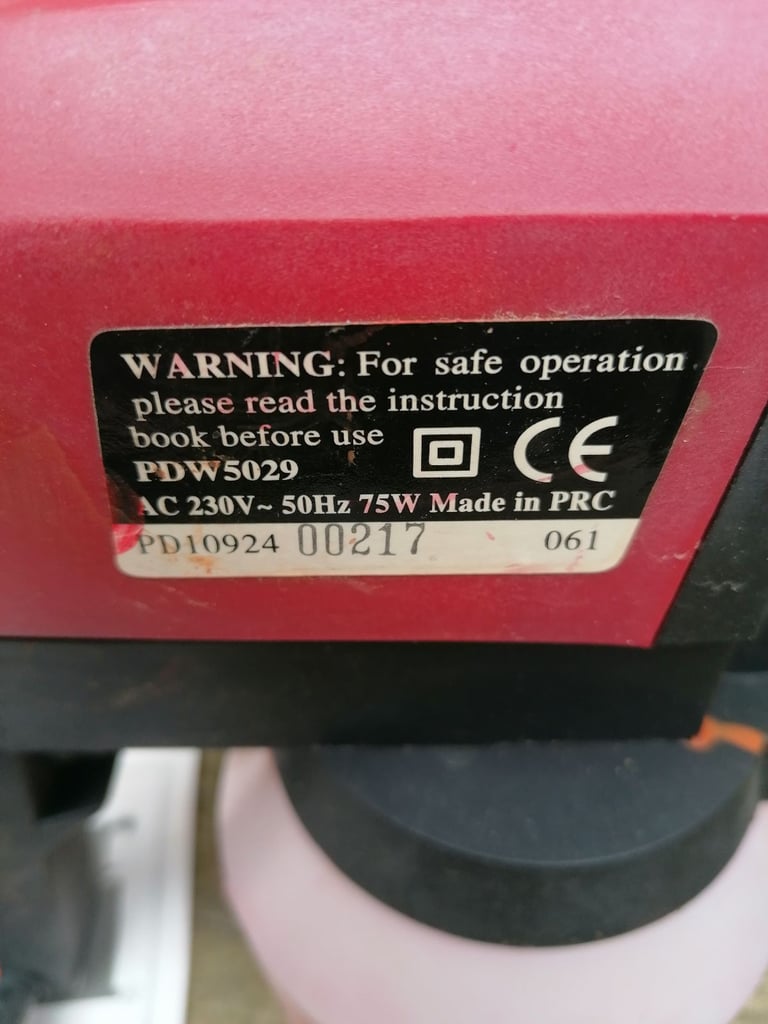 WARNING: For safe operation
please read the instruction
book before use
CE
PDW5029
AC 230V~ 50Hz 75W Made in PRC
PD10924 00217 061